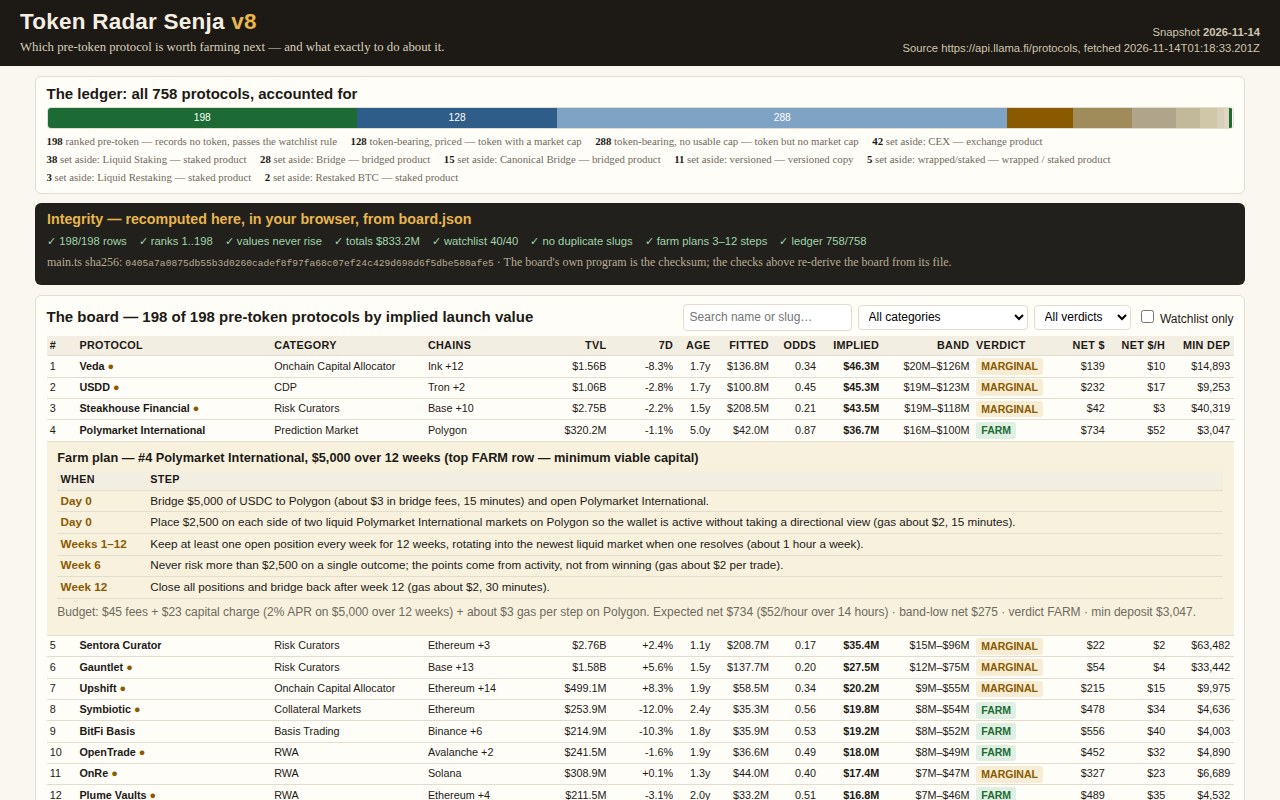 Token Radar Senja v8
Which pre-token protocol is worth farming next — and what exactly to do about it.
Snapshot 2026-11-14
Source https://api.llama.fi/protocols, fetched 2026-11-14T01:18:33.201Z
The ledger: all 758 protocols, accounted for
198 128 288
198 ranked pre-token — records no token, passes the watchlist rule 128 token-bearing, priced — token with a market cap 288 token-bearing, no usable cap — token but no market cap 42 set aside: CEX — exchange product
38 set aside: Liquid Staking — staked product 28 set aside: Bridge — bridged product 15 set aside: Canonical Bridge — bridged product 11 set aside: versioned — versioned copy 5 set aside: wrapped/staked — wrapped / staked product
3 set aside: Liquid Restaking — staked product 2 set aside: Restaked BTC — staked product
Integrity — recomputed here, in your browser, from board.json
✓ 198/198 rows ✓ ranks 1..198 ✓ values never rise ✓ totals $833.2M ✓ watchlist 40/40 ✓ no duplicate slugs ✓ farm plans 3–12 steps ✓ ledger 758/758
main.ts sha256: 0405a7a0875db55b3d0260cadef8f97fa68c07ef24c429d698d6f5dbe580afe5 · The board's own program is the checksum; the checks above re-derive the board from its file.
The board — 198 of 198 pre-token protocols by implied launch value
Search name or slug… All categories All verdicts Watchlist only
# PROTOCOL CATEGORY CHAINS TVL 7D AGE FITTED ODDS IMPLIED BAND VERDICT NET $ NET $/H MIN DEP
1 Veda ● Onchain Capital Allocator Ink +12 $1.56B -8.3% 1.7y $136.8M 0.34 $46.3M $20M–$126M MARGINAL $139 $10 $14,893
2 USDD ● CDP Tron +2 $1.06B -2.8% 1.7y $100.8M 0.45 $45.3M $19M–$123M MARGINAL $232 $17 $9,253
3 Steakhouse Financial ● Risk Curators Base +10 $2.75B -2.2% 1.5y $208.5M 0.21 $43.5M $19M–$118M MARGINAL $42 $3 $40,319
4 Polymarket International Prediction Market Polygon $320.2M -1.1% 5.0y $42.0M 0.87 $36.7M $16M–$100M FARM $734 $52 $3,047
Farm plan — #4 Polymarket International, $5,000 over 12 weeks (top FARM row — minimum viable capital)
WHEN STEP
Day 0 Bridge $5,000 of USDC to Polygon (about $3 in bridge fees, 15 minutes) and open Polymarket International.
Day 0 Place $2,500 on each side of two liquid Polymarket International markets on Polygon so the wallet is active without taking a directional view (gas about $2, 15 minutes).
Weeks 1–12 Keep at least one open position every week for 12 weeks, rotating into the newest liquid market when one resolves (about 1 hour a week).
Week 6 Never risk more than $2,500 on a single outcome; the points come from activity, not from winning (gas about $2 per trade).
Week 12 Close all positions and bridge back after week 12 (gas about $2, 30 minutes).
Budget: $45 fees + $23 capital charge (2% APR on $5,000 over 12 weeks) + about $3 gas per step on Polygon. Expected net $734 ($52/hour over 14 hours) · band-low net $275 · verdict FARM · min deposit $3,047.
5 Sentora Curator Risk Curators Ethereum +3 $2.76B +2.4% 1.1y $208.7M 0.17 $35.4M $15M–$96M MARGINAL $22 $2 $63,482
6 Gauntlet ● Risk Curators Base +13 $1.58B +5.6% 1.5y $137.7M 0.20 $27.5M $12M–$75M MARGINAL $54 $4 $33,442
7 Upshift ● Onchain Capital Allocator Ethereum +14 $499.1M +8.3% 1.9y $58.5M 0.34 $20.2M $9M–$55M MARGINAL $215 $15 $9,975
8 Symbiotic ● Collateral Markets Ethereum $253.9M -12.0% 2.4y $35.3M 0.56 $19.8M $8M–$54M FARM $478 $34 $4,636
9 BitFi Basis Basis Trading Binance +6 $214.9M -10.3% 1.8y $35.9M 0.53 $19.2M $8M–$52M FARM $556 $40 $4,003
10 OpenTrade ● RWA Avalanche +2 $241.5M -1.6% 1.9y $36.6M 0.49 $18.0M $8M–$49M FARM $452 $32 $4,890
11 OnRe ● RWA Solana $308.9M +0.1% 1.3y $44.0M 0.40 $17.4M $7M–$47M MARGINAL $327 $23 $6,689
12 Plume Vaults ● RWA Ethereum +4 $211.5M -3.1% 2.0y $33.2M 0.51 $16.8M $7M–$46M FARM $489 $35 $4,532